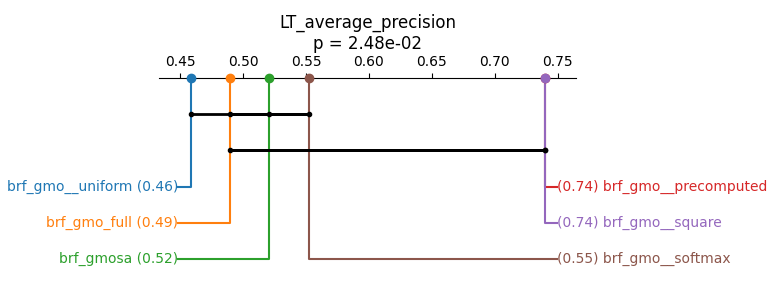 LT_average_precision
p = 2.48e-02
0.45 0.50 0.55 0.60 0.65 0.70 0.75
brf_gmo__uniform (0.46) (0.74) brf_gmo__precomputed
brf_gmo_full (0.49) (0.74) brf_gmo__square
brf_gmosa (0.52) (0.55) brf_gmo__softmax